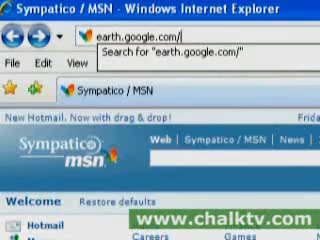 Sympatico / MSN - Windows Internet Explorer
earth.google.com/
Search for "earth.google.com/"
File Edit View
Sympatico / MSN
New Hotmail. Now with drag & drop! Frida
Sympatico msn
Web | Sympatico / MSN | News
Welcome Restore defaults
www.chalktv.com
Hotmail
Careers Games